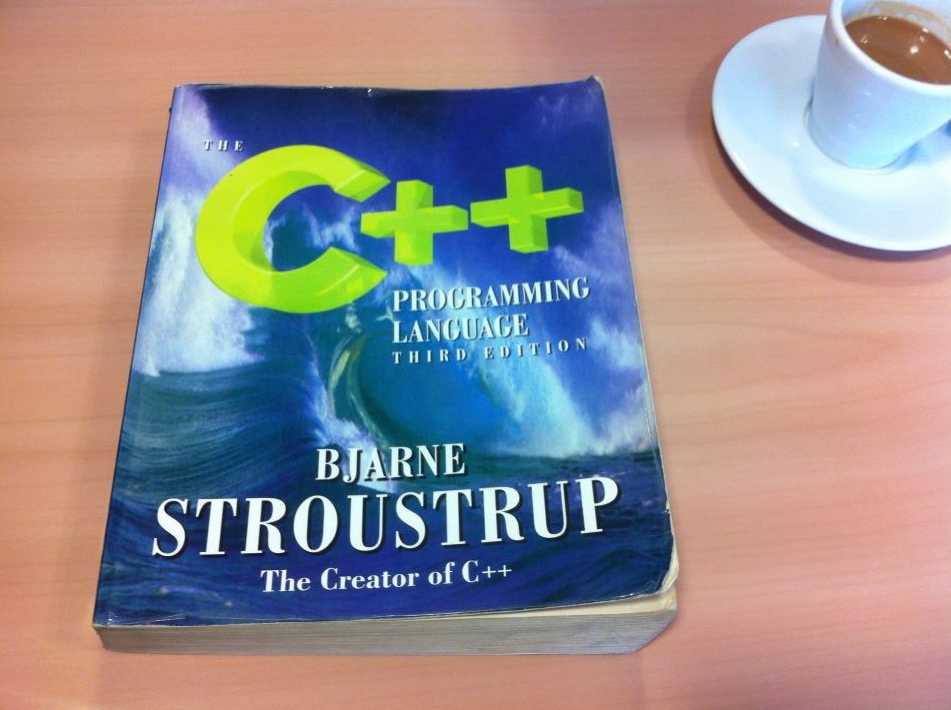 THE
C++
PROGRAMMING
LANGUAGE
THIRD EDITION
BJARNE
STROUSTRUP
The Creator of C++